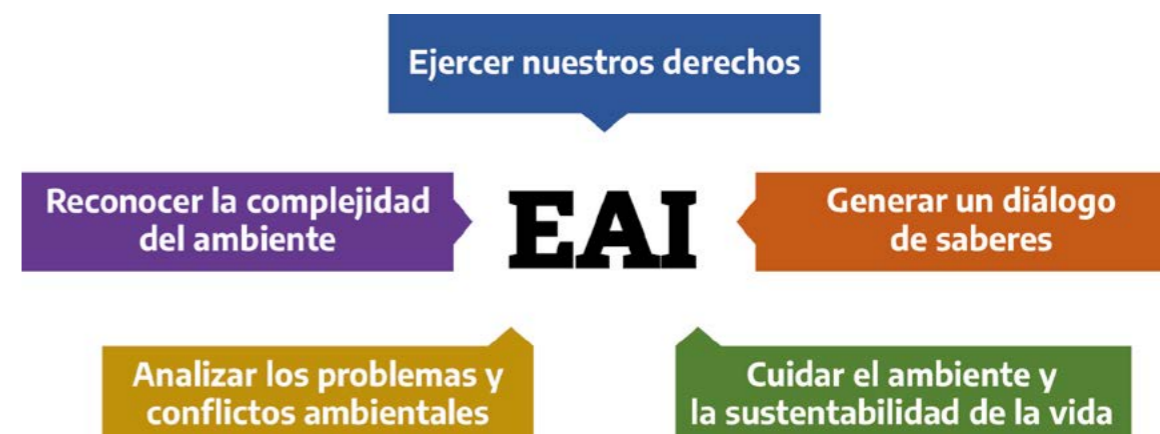 Ejercer nuestros derechos
Reconocer la complejidad
del ambiente
EAI
Generar un diálogo
de saberes
Analizar los problemas y
conflictos ambientales
Cuidar el ambiente y
la sustentabilidad de la vida